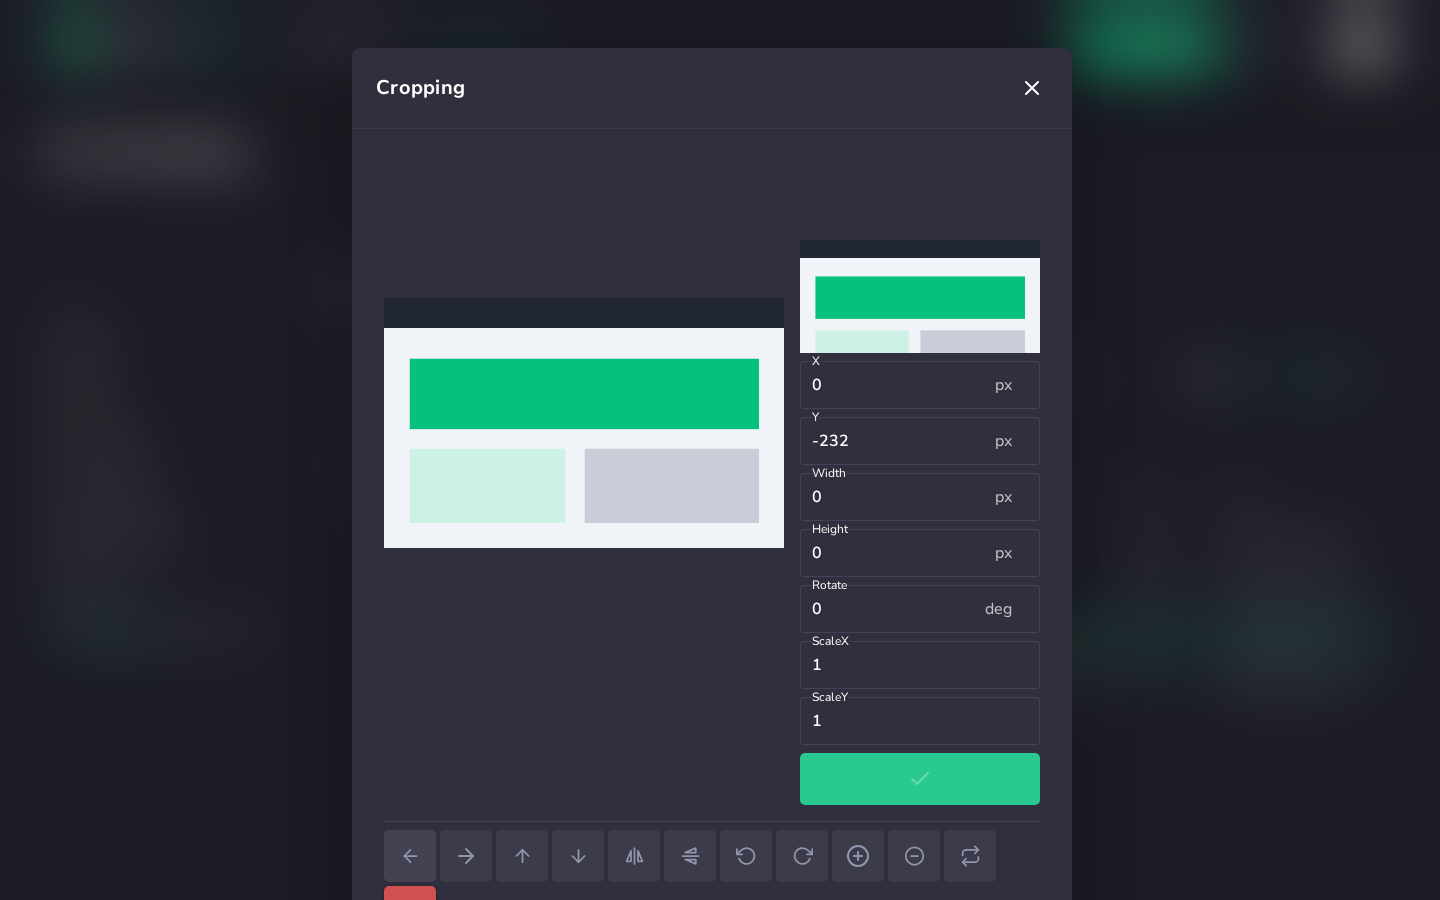 Cropping
X
0 px
Y
-232 px
Width
0 px
Height
0 px
Rotate
0 deg
ScaleX
1
ScaleY
1